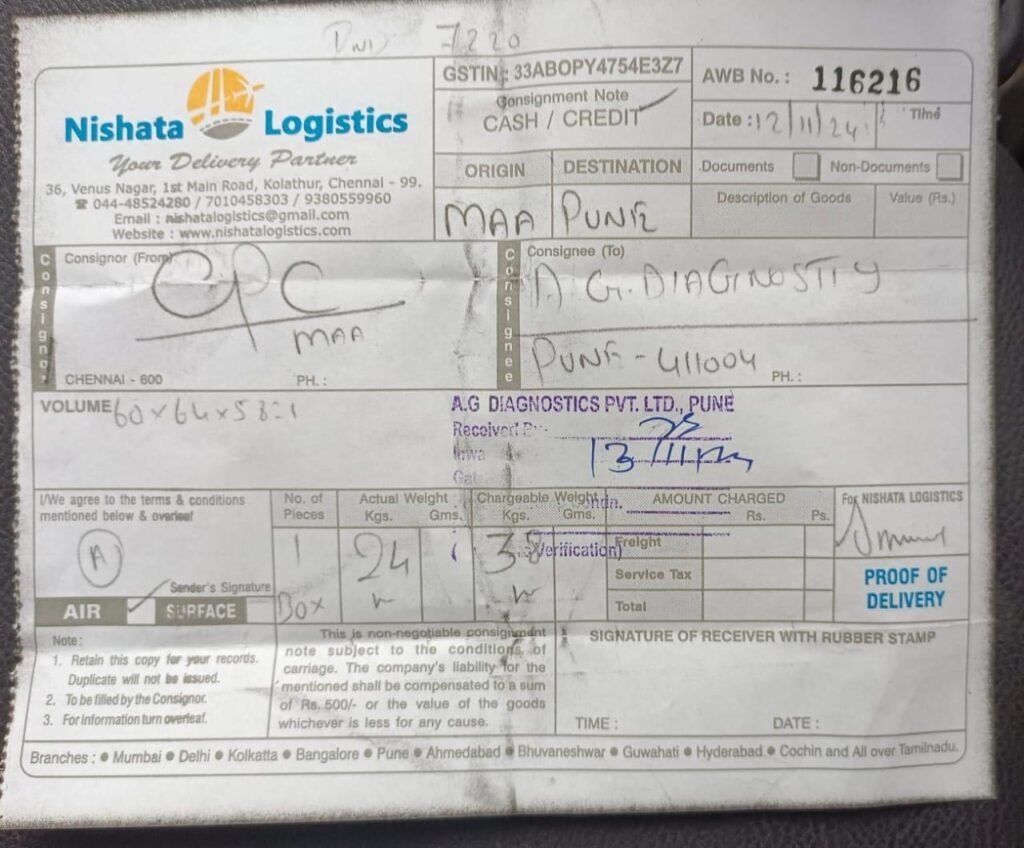 7220
Nishata Logistics
Your Delivery Partner
36, Venus Nagar, 1st Main Road, Kolathur, Chennai - 99.
☎ 044-48524280 / 7010458303 / 9380559960
Email : nishatalogistics@gmail.com
Website : www.nishatalogistics.com
GSTIN : 33ABOPY4754E3Z7
Consignment Note
CASH / CREDIT
AWB No. : 116216
Date : 12/11/24 Time
ORIGIN DESTINATION
MAA PUNE
Documents Non-Documents
Description of Goods Value (Rs.)
Consignor
Consignor (From)
CPC
MAA
CHENNAI - 600 PH. :
Consignee
Consignee (To)
A.G. DIAGNOSTIY
PUNE - 411004
PH. :
VOLUME 60 x 64 x 53 = 1
A.G DIAGNOSTICS PVT. LTD., PUNE
Received By:-
13/11
I/We agree to the terms & conditions
mentioned below & overleaf
A
Sender's Signature
AIR ✓ SURFACE
No. of Pieces
1
BOX
Actual Weight
Kgs. Gms.
24
Chargeable Weight
Kgs. Gms.
38
Verification)
AMOUNT CHARGED
Rs. Ps.
Freight
Service Tax
Total
For NISHATA LOGISTICS
PROOF OF
DELIVERY
Note :
1. Retain this copy for your records.
Duplicate will not be issued.
2. To be filled by the Consignor.
3. For information turn overleaf.
This is non-negotiable consignment
note subject to the conditions of
carriage. The company's liability for the
mentioned shall be compensated to a sum
of Rs. 500/- or the value of the goods
whichever is less for any cause.
SIGNATURE OF RECEIVER WITH RUBBER STAMP
TIME : DATE :
Branches : ● Mumbai ● Delhi ● Kolkatta ● Bangalore ● Pune ● Ahmedabad ● Bhuvaneshwar ● Guwahati ● Hyderabad ● Cochin and All over Tamilnadu.